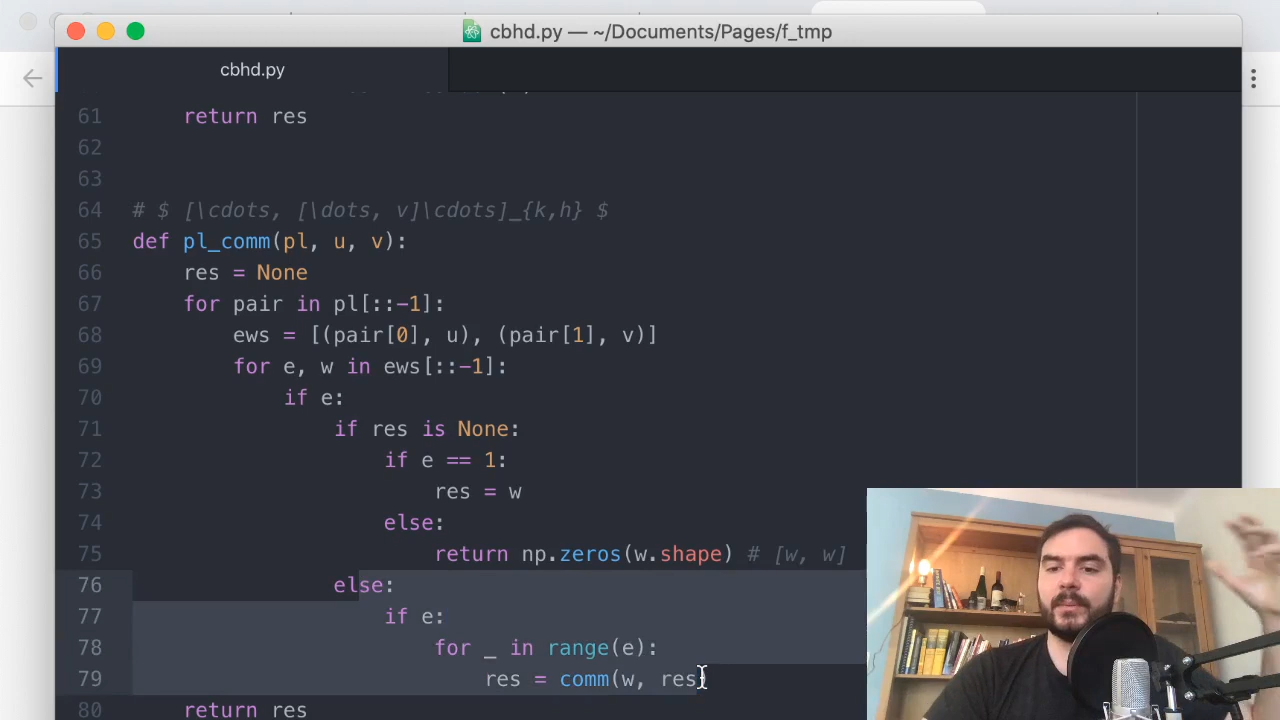 cbhd.py — ~/Documents/Pages/f_tmp
cbhd.py
61 return res
62
63
64 # $ [\cdots, [\dots, v]\cdots]_{k,h} $
65 def pl_comm(pl, u, v):
66 res = None
67 for pair in pl[::-1]:
68 ews = [(pair[0], u), (pair[1], v)]
69 for e, w in ews[::-1]:
70 if e:
71 if res is None:
72 if e == 1:
73 res = w
74 else:
75 return np.zeros(w.shape) # [w, w]
76 else:
77 if e:
78 for _ in range(e):
79 res = comm(w, res)
80 return res